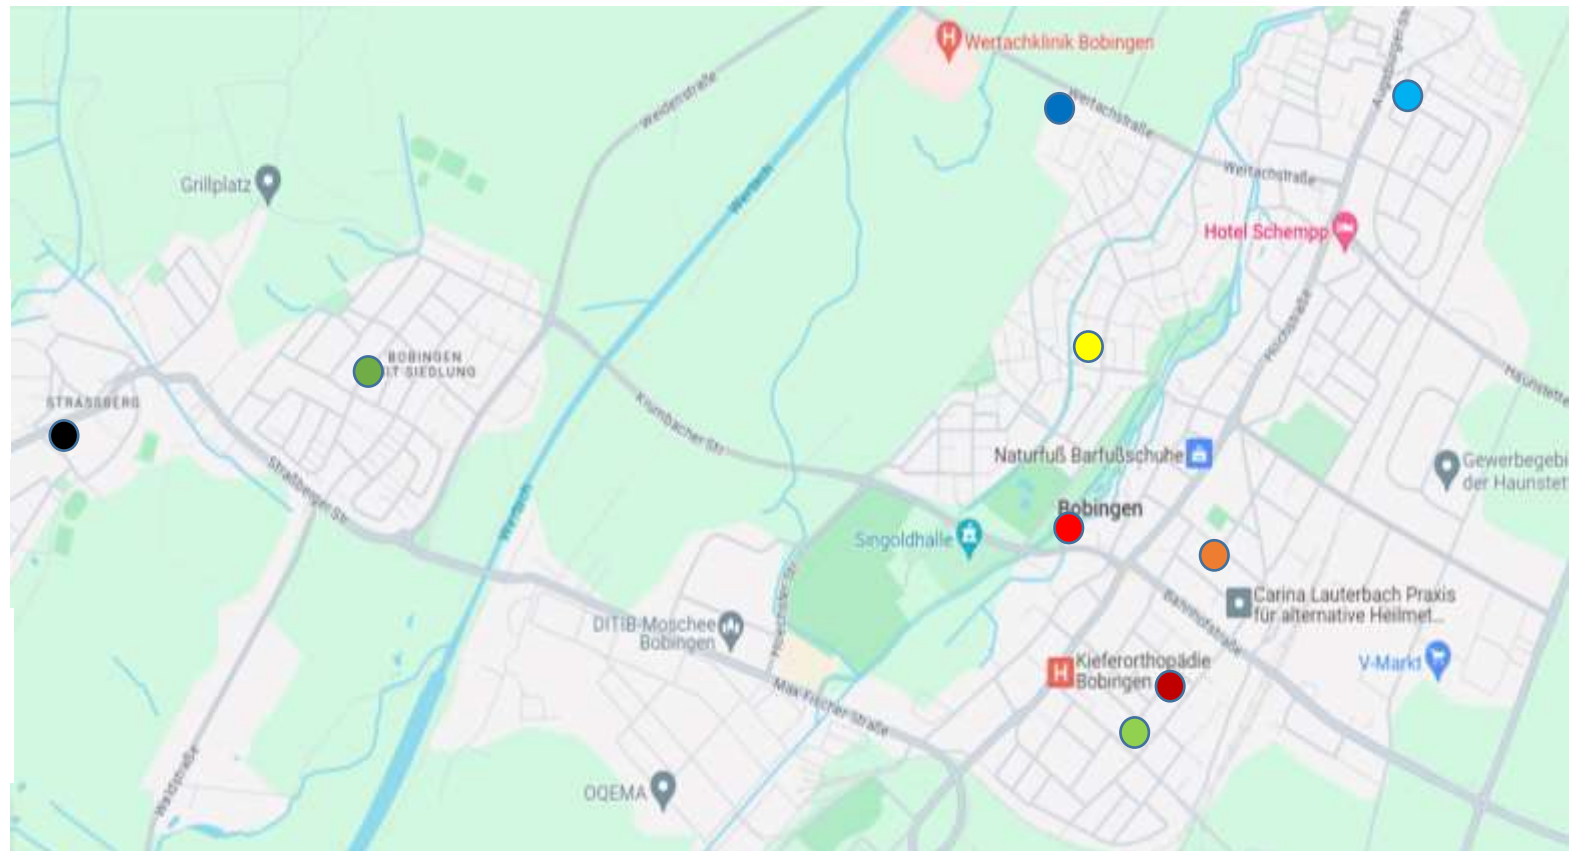 Wertachklinik Bobingen
Weidenstraße
Wertachstraße
Augsburger
Grillplatz
Wertach
Wertachstraße
Hotel Schempp
Hochstraße
BOBINGEN
SIEDLUNG
STRASSBERG
Krumbacher Str
Haunstette
Naturfuß Barfußschuhe
Gewerbegebi
der Haunstet
Straßberger Str
Wertach
Bobingen
Singoldhalle
Carina Lauterbach Praxis
für alternative Heilmet...
Bahnhofstraße
DITIB-Moschee
Bobingen
V-Markt
Kieferorthopädie
Bobingen
Max-Fischer-Straße
Waldstraße
OQEMA